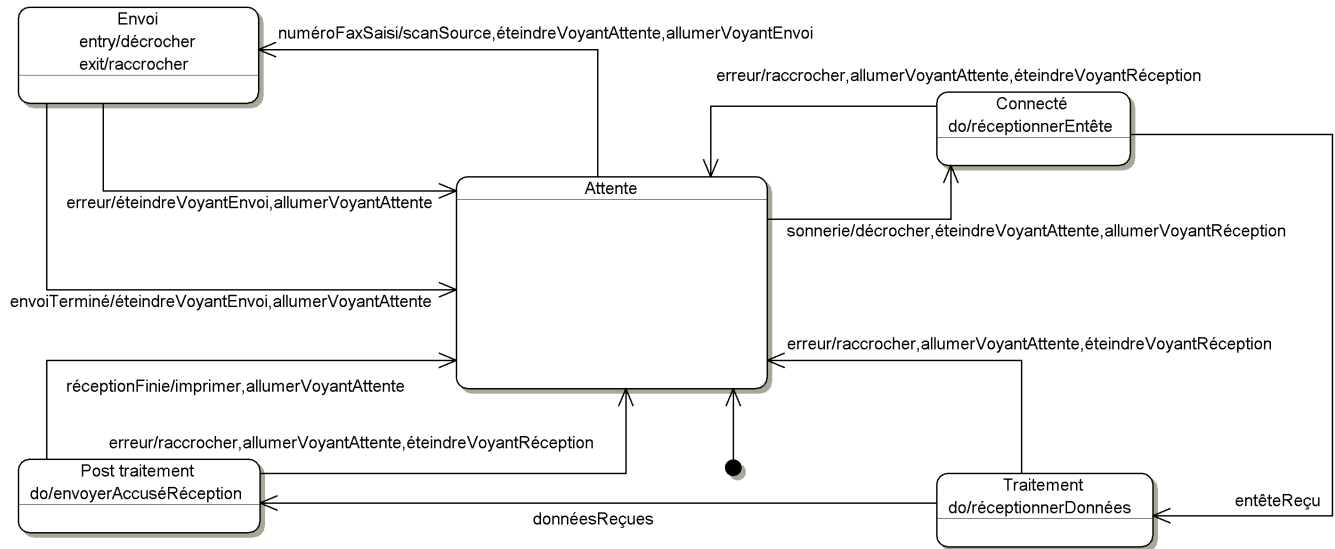 Envoi
entry/décrocher
exit/raccrocher
numéroFaxSaisi/scanSource,éteindreVoyantAttente,allumerVoyantEnvoi
erreur/raccrocher,allumerVoyantAttente,éteindreVoyantRéception
Connecté
do/réceptionnerEntête
Attente
erreur/éteindreVoyantEnvoi,allumerVoyantAttente
sonnerie/décrocher,éteindreVoyantAttente,allumerVoyantRéception
envoiTerminé/éteindreVoyantEnvoi,allumerVoyantAttente
erreur/raccrocher,allumerVoyantAttente,éteindreVoyantRéception
réceptionFinie/imprimer,allumerVoyantAttente
erreur/raccrocher,allumerVoyantAttente,éteindreVoyantRéception
Post traitement
do/envoyerAccuséRéception
Traitement
do/réceptionnerDonnées
entêteReçu
donnéesReçues